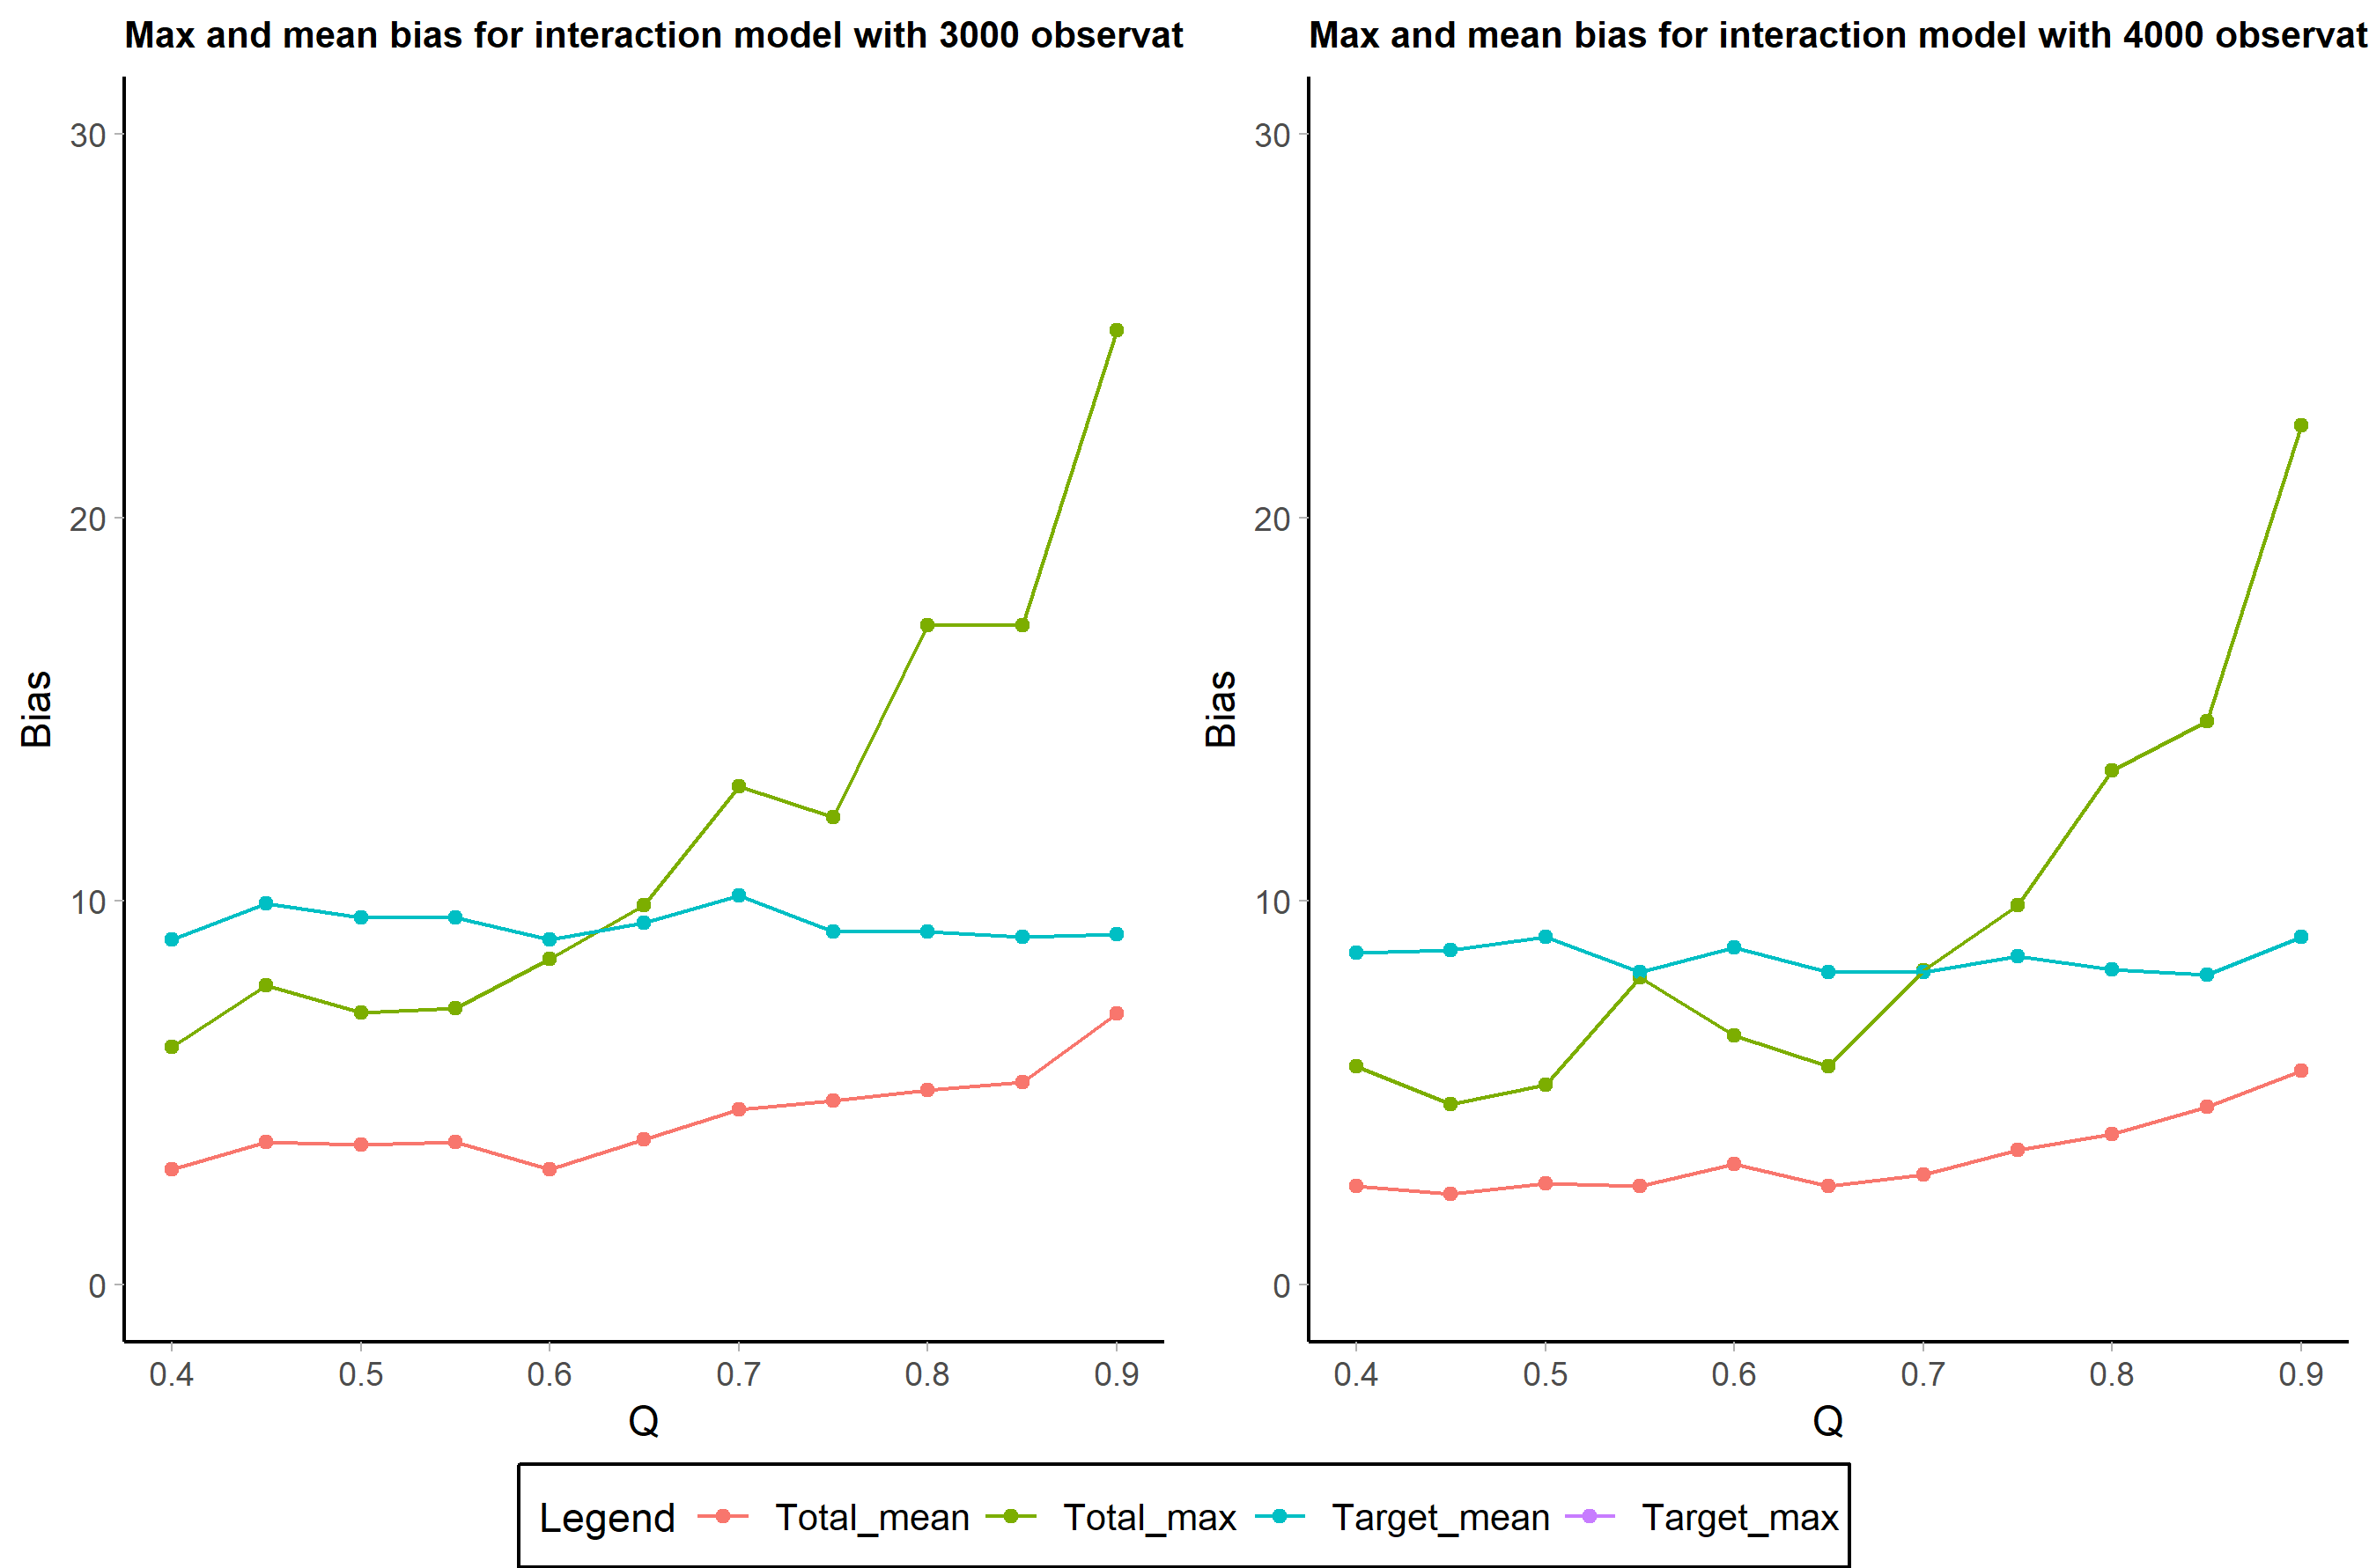 Max and mean bias for interaction model with 3000 observat
30
20
10
0
Bias
0.4 0.5 0.6 0.7 0.8 0.9
Q
Max and mean bias for interaction model with 4000 observat
30
20
10
0
Bias
0.4 0.5 0.6 0.7 0.8 0.9
Q
Legend Total_mean Total_max Target_mean Target_max